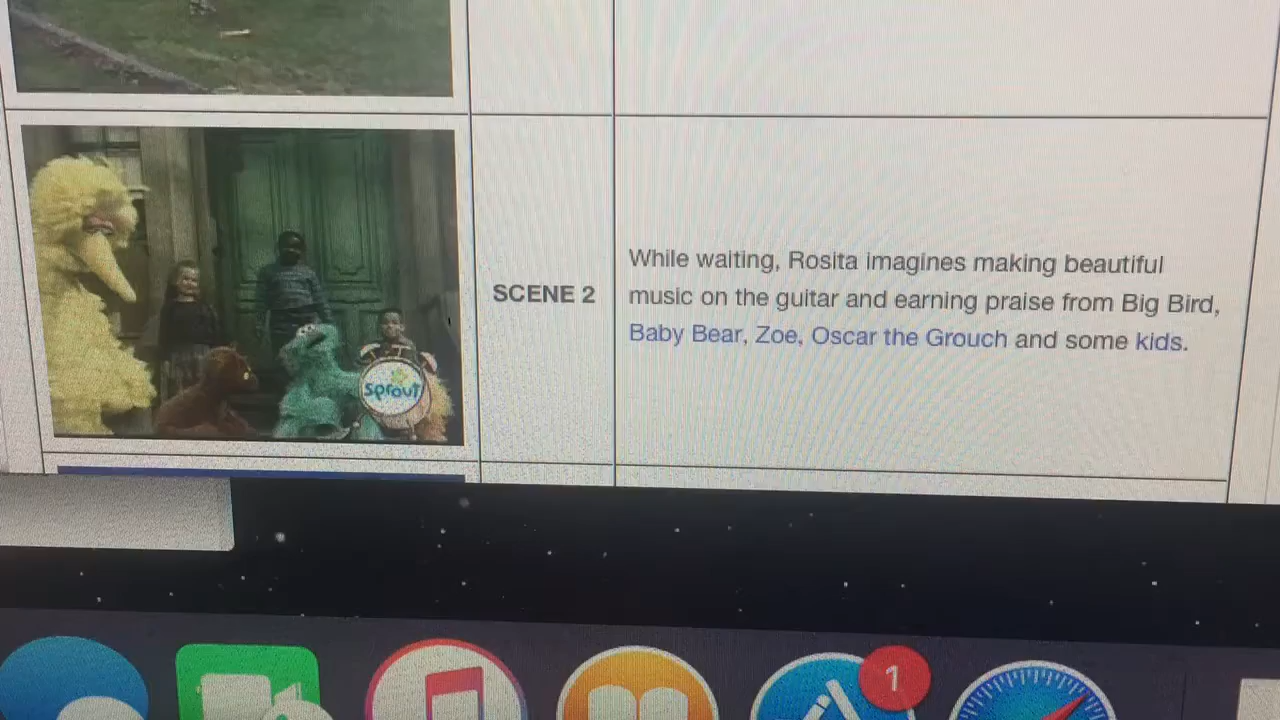 SCENE 2
While waiting, Rosita imagines making beautiful
music on the guitar and earning praise from Big Bird,
Baby Bear, Zoe, Oscar the Grouch and some kids.
sprout
1